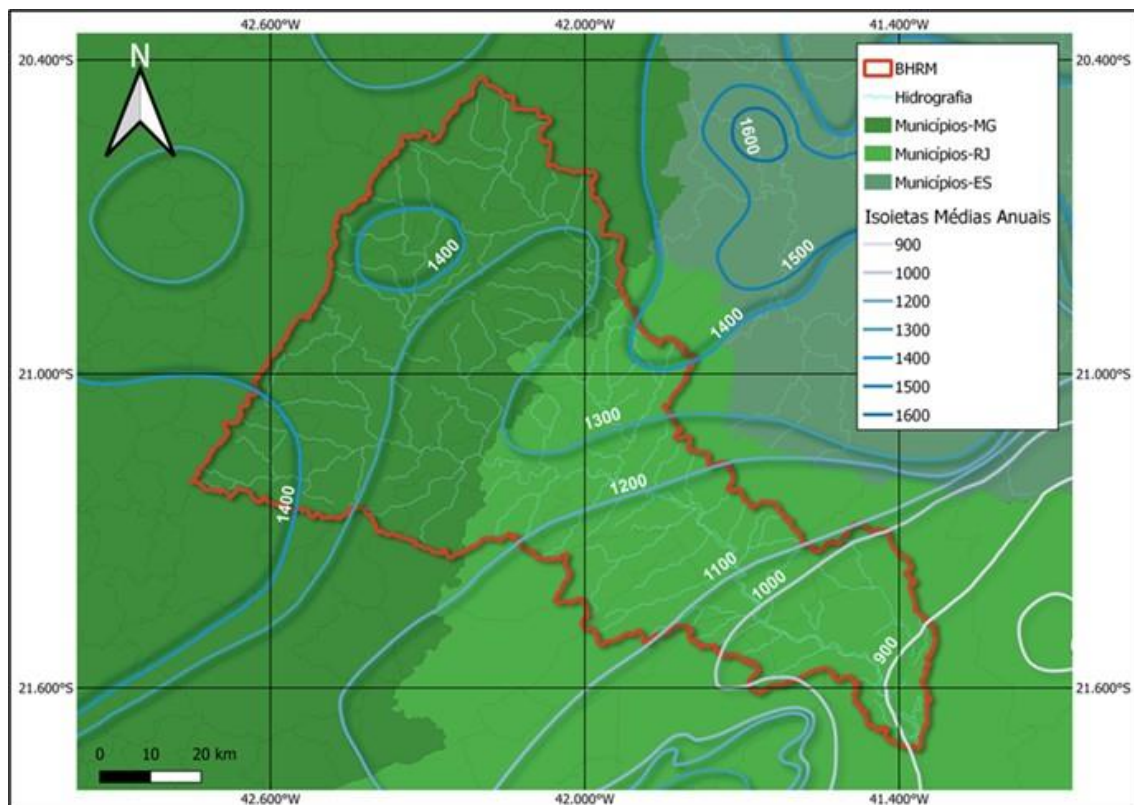 42.600°W 42.000°W 41.400°W
20.400°S
20.400°S
N
BHRM
Hidrografia
Municípios-MG
Municípios-RJ
Municípios-ES
Isoietas Médias Anuais
900
1000
1200
1300
1400
1500
1600
1600
1500
1400
1400
21.000°S
21.000°S
1300
1200
1400
1100
1000
900
21.600°S
21.600°S
0 10 20 km
42.600°W 42.000°W 41.400°W